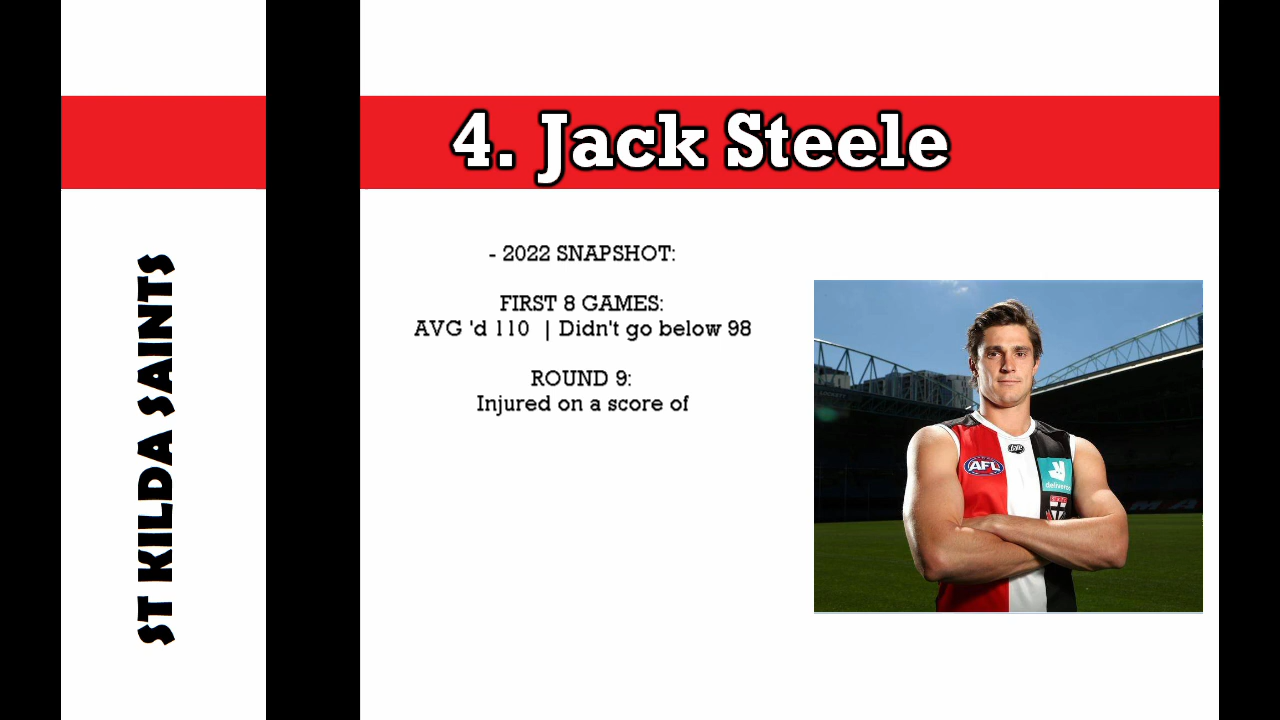 4. Jack Steele
ST KILDA SAINTS
- 2022 SNAPSHOT:
FIRST 8 GAMES:
AVG 'd 110 | Didn't go below 98
ROUND 9:
Injured on a score of
AFL
deliveroo